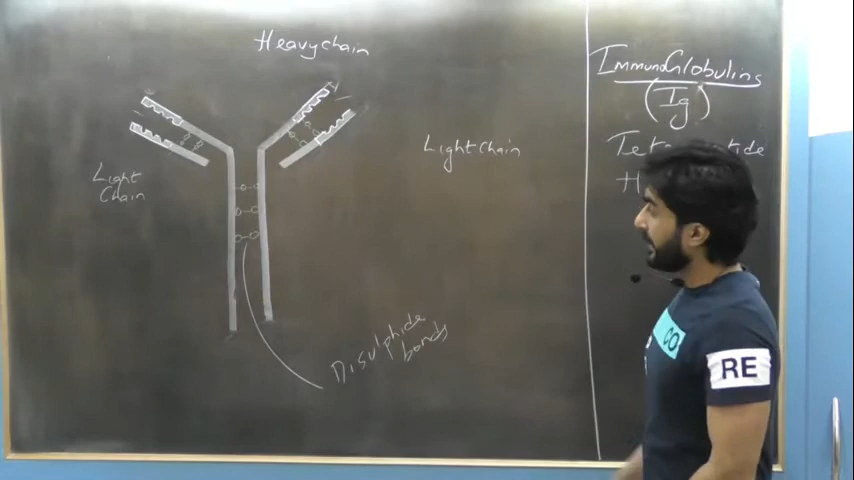 Heavychain
Light
Chain
LightChain
Disulphide
bonds
ImmunoGlobulins
(Ig)
H
CO
RE